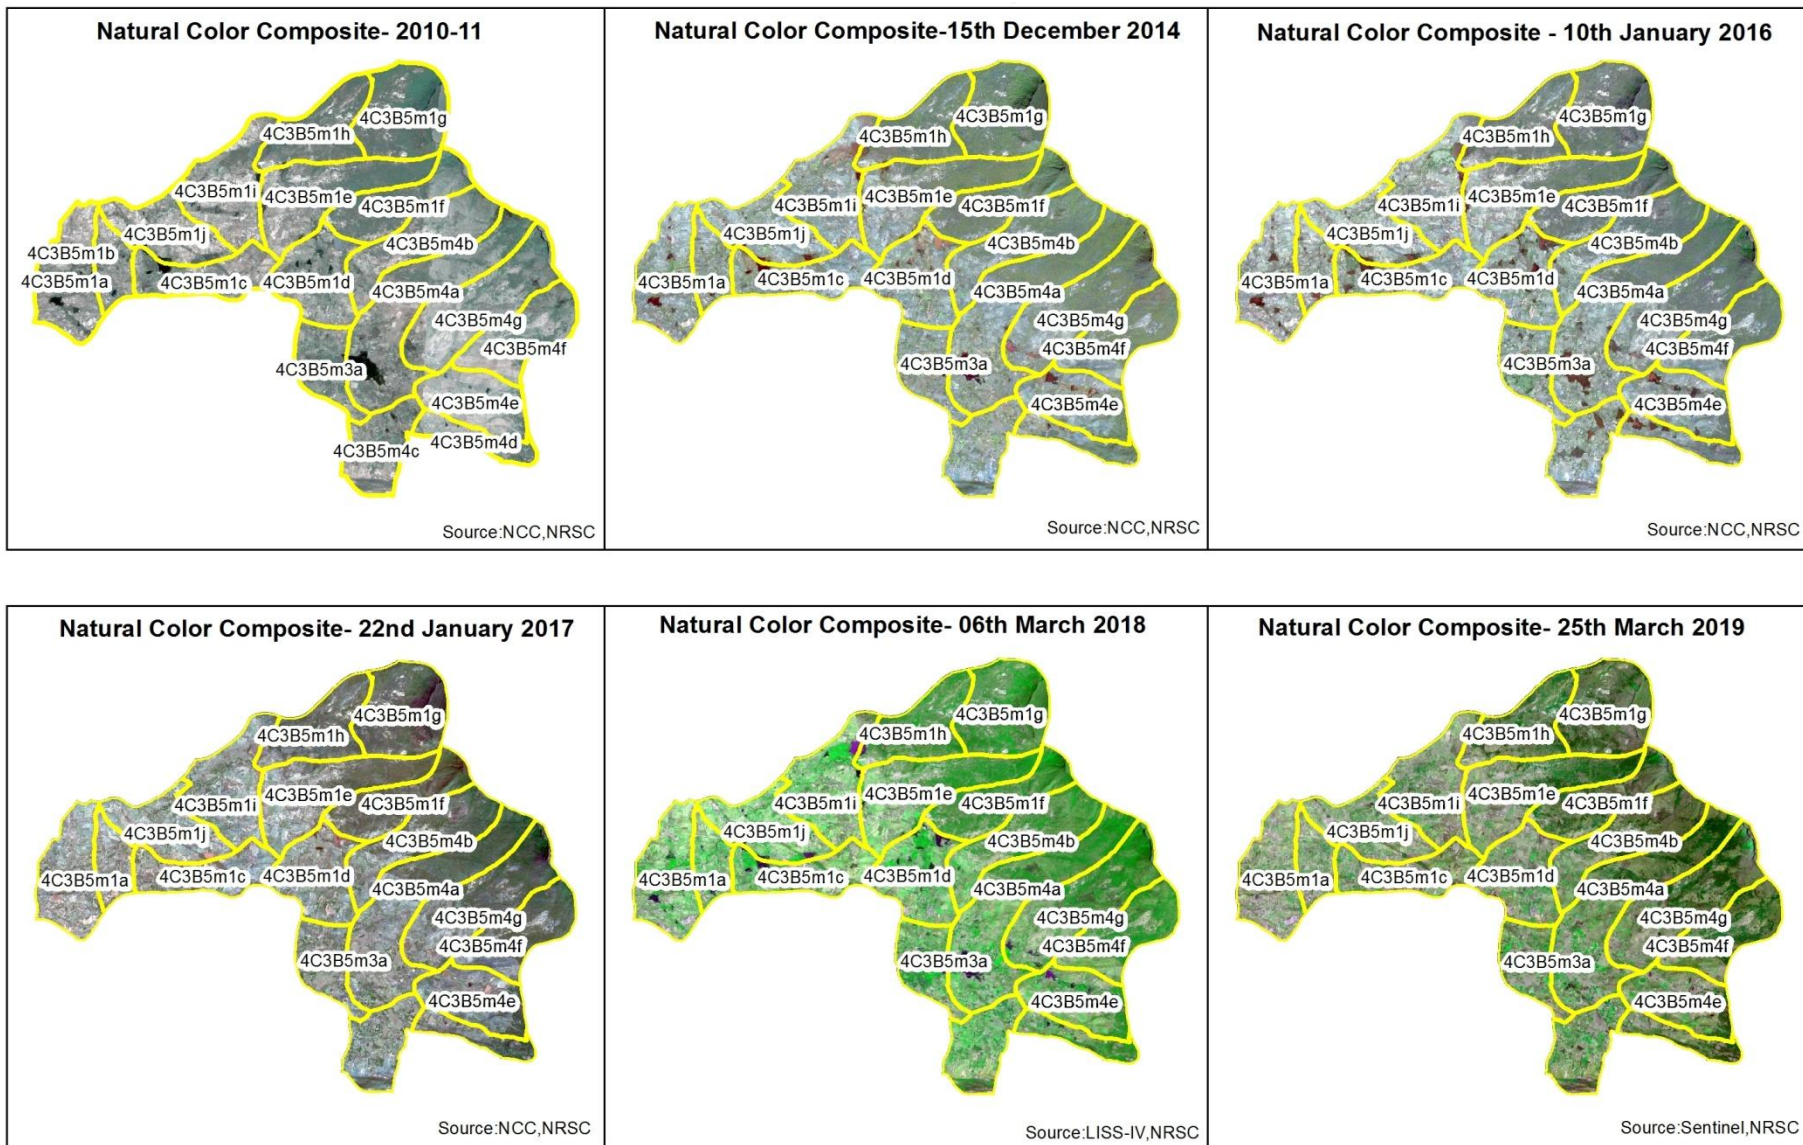 Natural Color Composite- 2010-11
4C3B5m1g
4C3B5m1h
4C3B5m1i
4C3B5m1e
4C3B5m1f
4C3B5m1j
4C3B5m4b
4C3B5m1b
4C3B5m1a
4C3B5m1c
4C3B5m1d
4C3B5m4a
4C3B5m4g
4C3B5m4f
4C3B5m3a
4C3B5m4e
4C3B5m4d
4C3B5m4c
Source:NCC,NRSC
Natural Color Composite-15th December 2014
4C3B5m1g
4C3B5m1h
4C3B5m1e
4C3B5m1i
4C3B5m1f
4C3B5m1j
4C3B5m4b
4C3B5m1a
4C3B5m1c
4C3B5m1d
4C3B5m4a
4C3B5m4g
4C3B5m4f
4C3B5m3a
4C3B5m4e
Source:NCC,NRSC
Natural Color Composite - 10th January 2016
4C3B5m1g
4C3B5m1h
4C3B5m1e
4C3B5m1i
4C3B5m1f
4C3B5m1j
4C3B5m4b
4C3B5m1a
4C3B5m1c
4C3B5m1d
4C3B5m4a
4C3B5m4g
4C3B5m4f
4C3B5m3a
4C3B5m4e
Source:NCC,NRSC
Natural Color Composite- 22nd January 2017
4C3B5m1g
4C3B5m1h
4C3B5m1e
4C3B5m1i
4C3B5m1f
4C3B5m1j
4C3B5m4b
4C3B5m1a
4C3B5m1c
4C3B5m1d
4C3B5m4a
4C3B5m4g
4C3B5m4f
4C3B5m3a
4C3B5m4e
Source:NCC,NRSC
Natural Color Composite- 06th March 2018
4C3B5m1g
4C3B5m1h
4C3B5m1e
4C3B5m1i
4C3B5m1f
4C3B5m1j
4C3B5m4b
4C3B5m1a
4C3B5m1c
4C3B5m1d
4C3B5m4a
4C3B5m4g
4C3B5m4f
4C3B5m3a
4C3B5m4e
Source:LISS-IV,NRSC
Natural Color Composite- 25th March 2019
4C3B5m1g
4C3B5m1h
4C3B5m1e
4C3B5m1i
4C3B5m1f
4C3B5m1j
4C3B5m4b
4C3B5m1a
4C3B5m1c
4C3B5m1d
4C3B5m4a
4C3B5m4g
4C3B5m4f
4C3B5m3a
4C3B5m4e
Source:Sentinel,NRSC